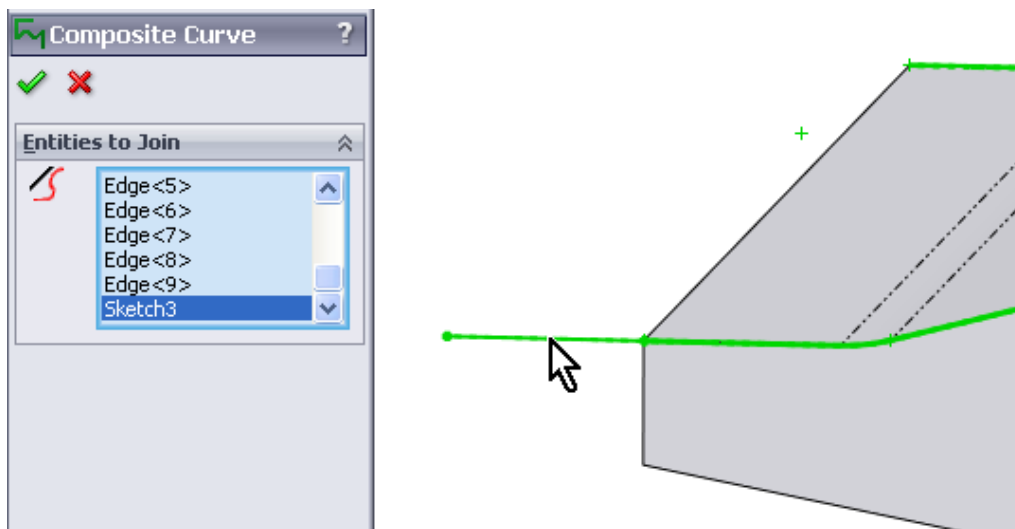 Composite Curve ?
Entities to Join
Edge<5>
Edge<6>
Edge<7>
Edge<8>
Edge<9>
Sketch3